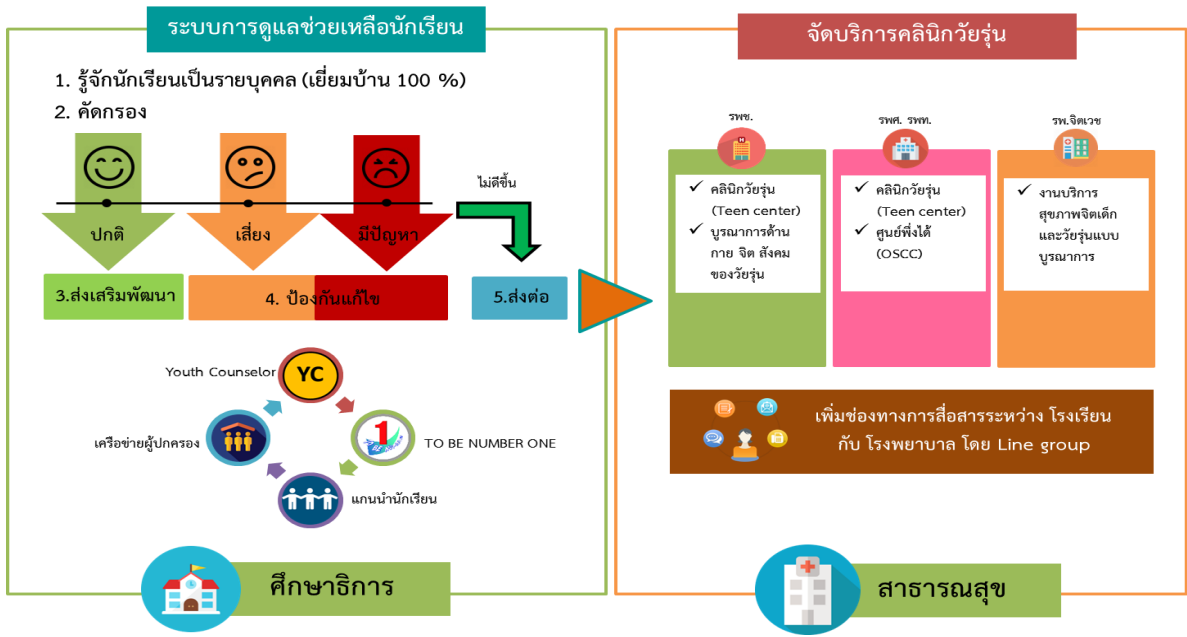 ระบบการดูแลช่วยเหลือนักเรียน
1. รู้จักนักเรียนเป็นรายบุคคล (เยี่ยมบ้าน 100 %)
2. คัดกรอง
ปกติ
เสี่ยง
มีปัญหา
ไม่ดีขึ้น
3.ส่งเสริมพัฒนา
4. ป้องกันแก้ไข
5.ส่งต่อ
Youth Counselor
YC
เครือข่ายผู้ปกครอง
1
TO BE NUMBER ONE
แกนนำนักเรียน
ศึกษาธิการ
จัดบริการคลินิกวัยรุ่น
รพช.
✓ คลินิกวัยรุ่น
(Teen center)
✓ บูรณาการด้าน
กาย จิต สังคม
ของวัยรุ่น
รพศ. รพท.
✓ คลินิกวัยรุ่น
(Teen center)
✓ ศูนย์พึ่งได้
(OSCC)
รพ.จิตเวช
✓ งานบริการ
สุขภาพจิตเด็ก
และวัยรุ่นแบบ
บูรณาการ
เพิ่มช่องทางการสื่อสารระหว่าง โรงเรียน
กับ โรงพยาบาล โดย Line group
สาธารณสุข